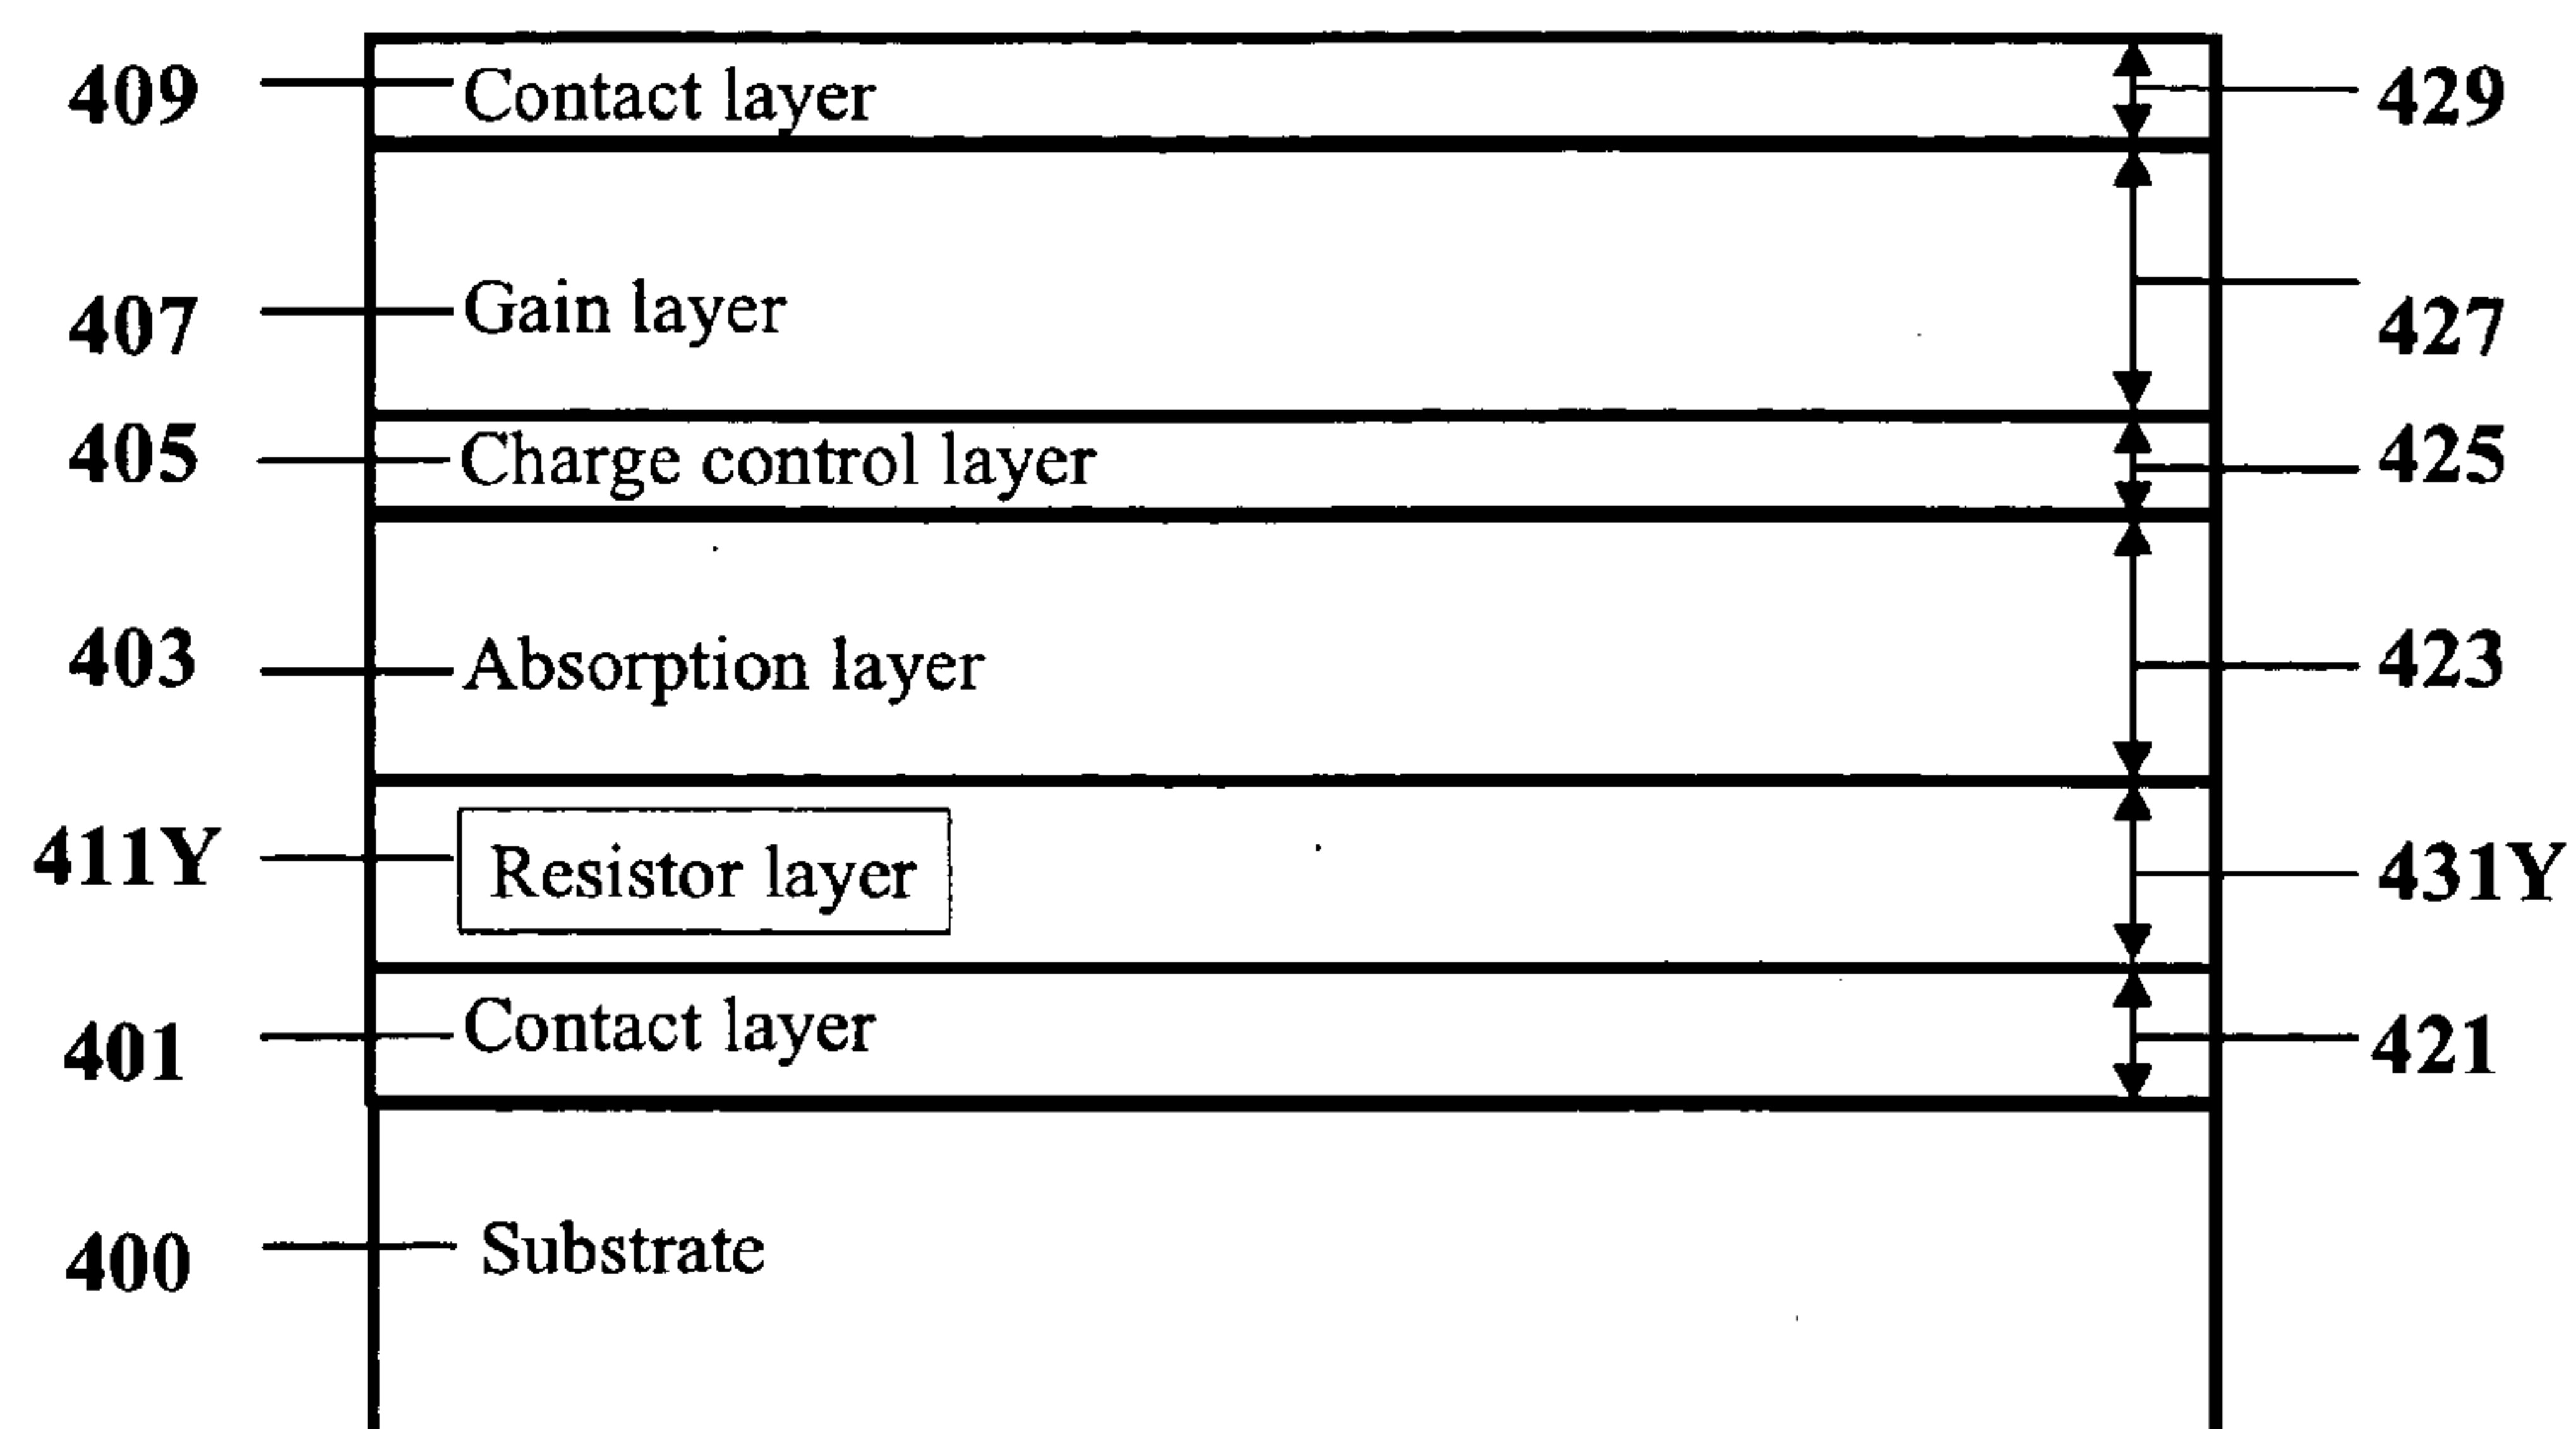 409 Contact layer 429
407 Gain layer 427
405 Charge control layer 425
403 Absorption layer 423
411Y Resistor layer 431Y
401 Contact layer 421
400 Substrate